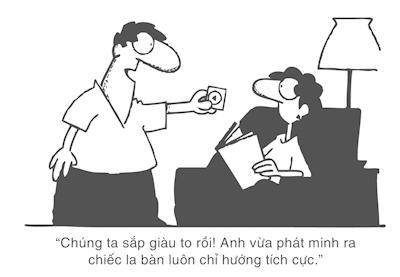 “Chúng ta sắp giàu to rồi! Anh vừa phát minh ra
chiếc la bàn luôn chỉ hướng tích cực.”